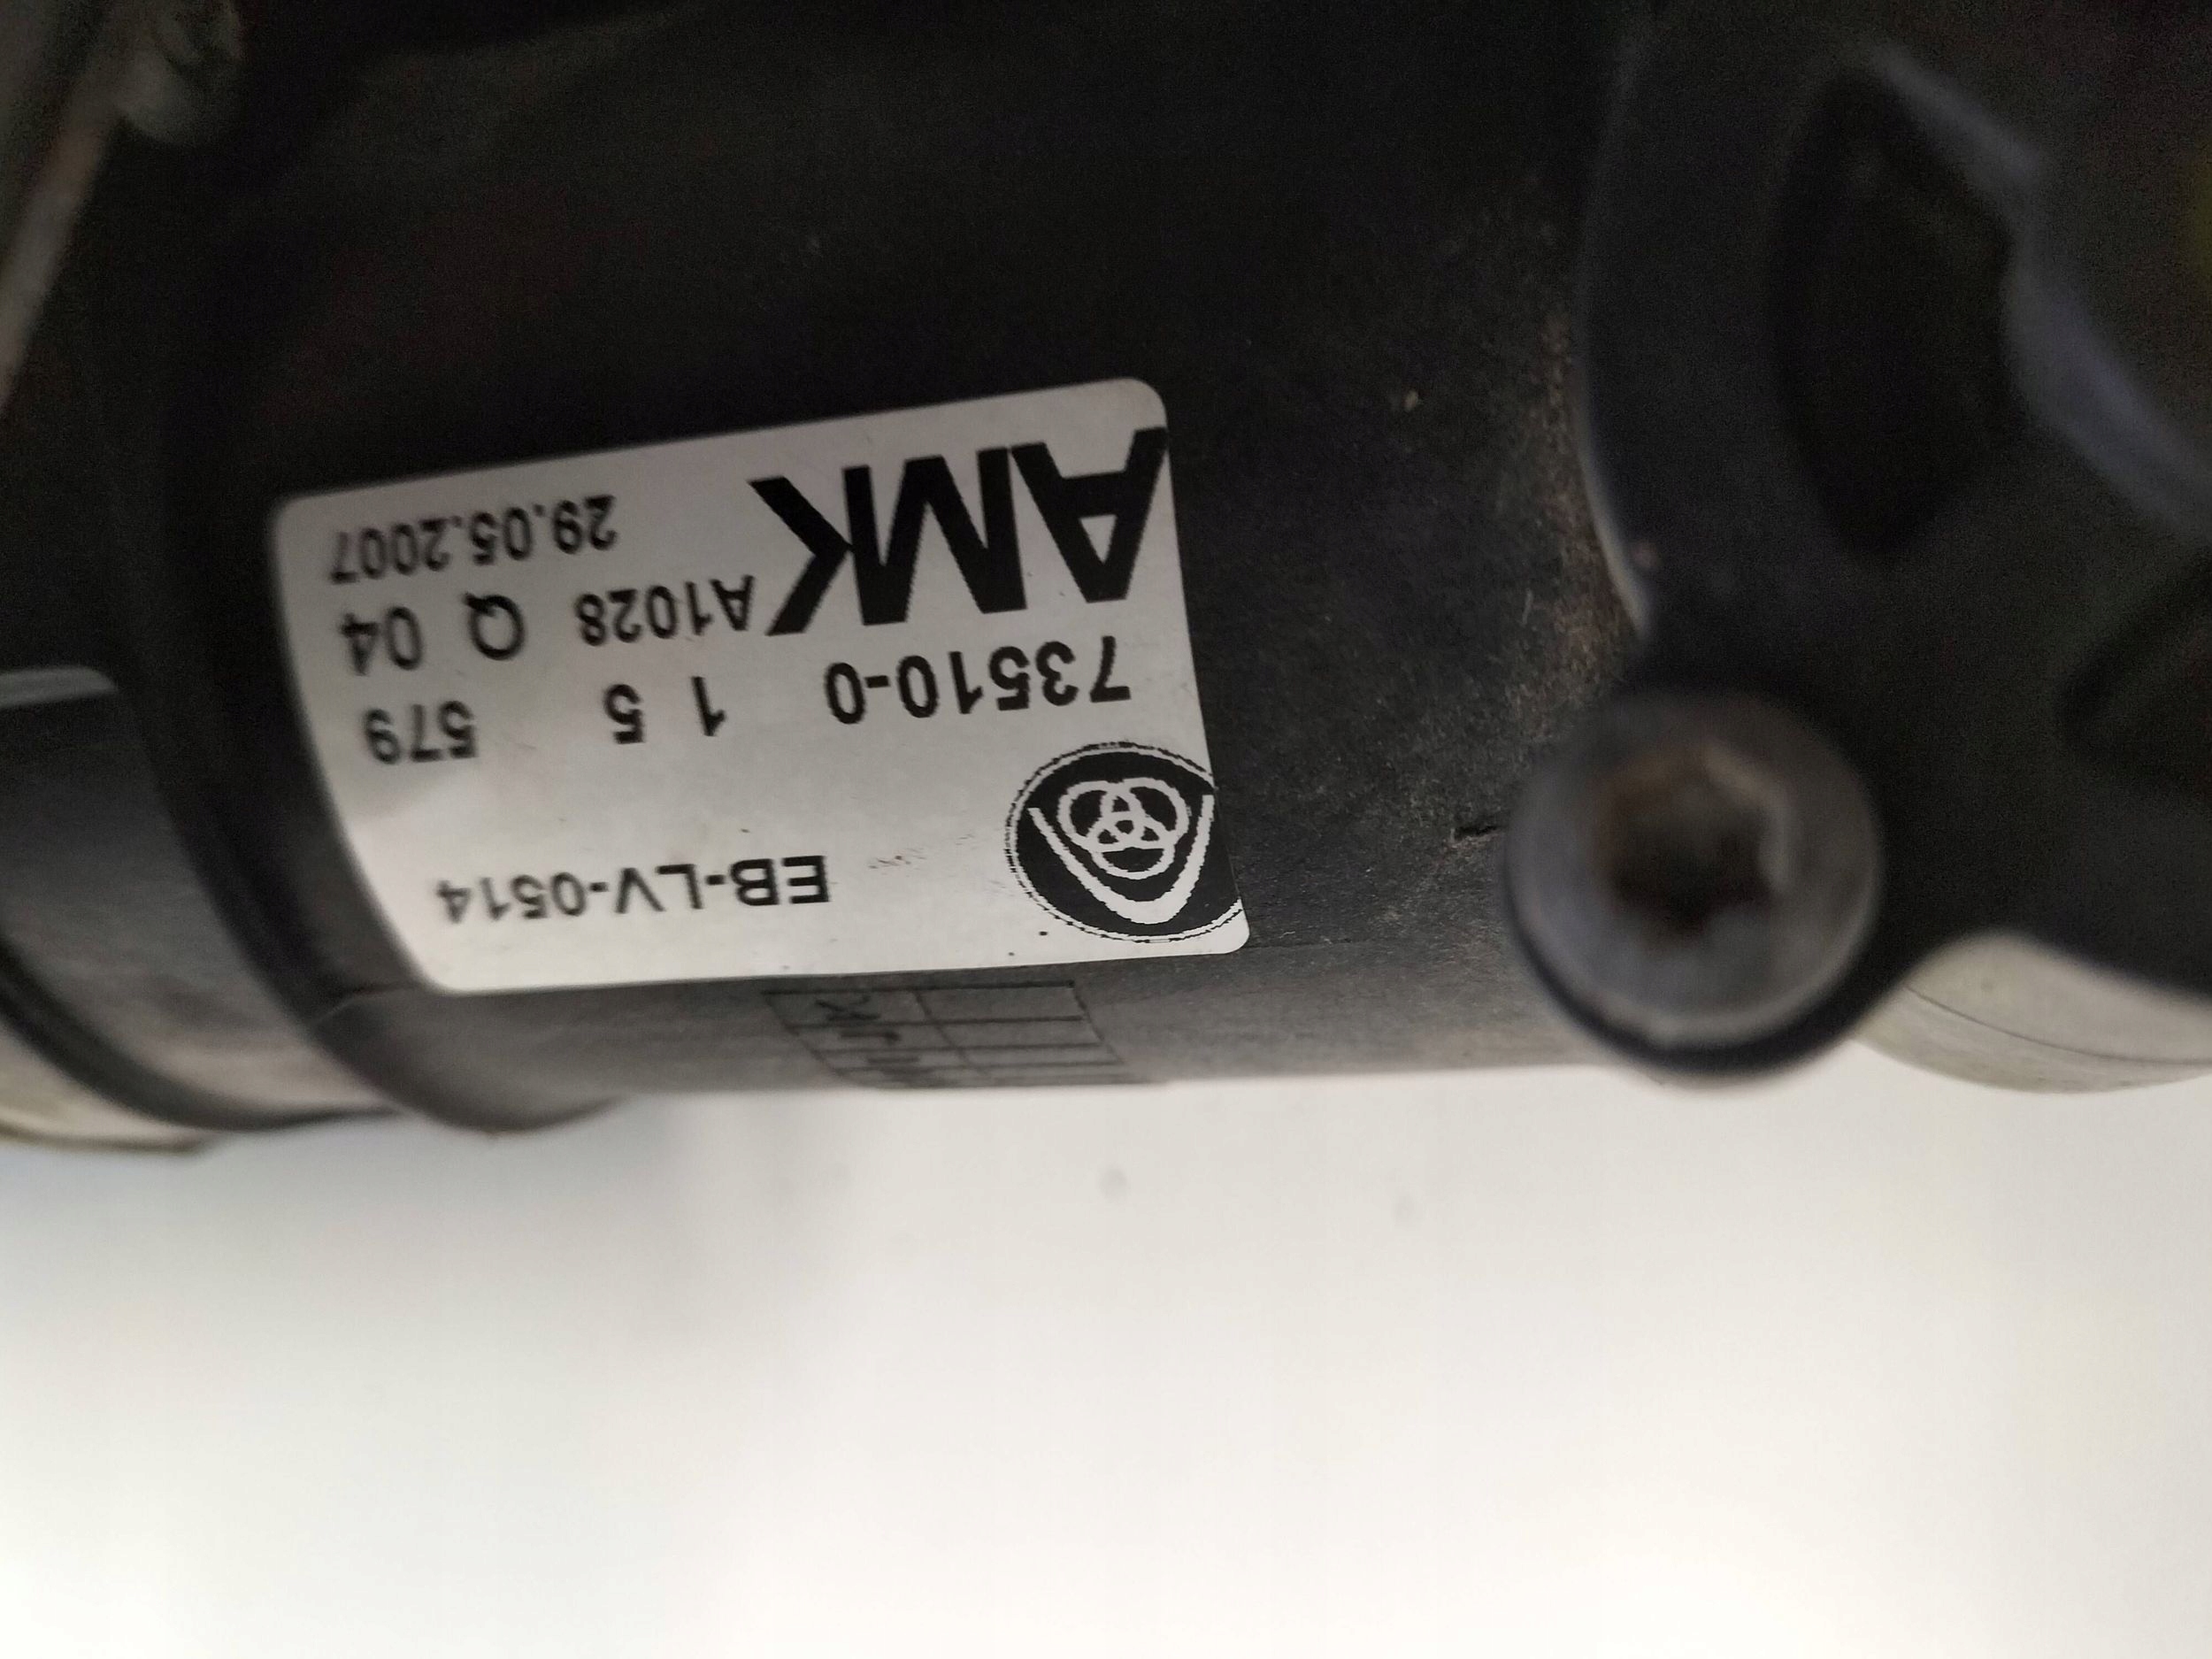 EB-LV-0514
73510-0 1 5 579
AMK A1028 Q 04
29.05.2007